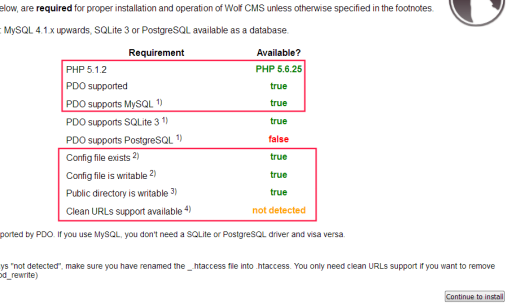 elow, are required for proper installation and operation of Wolf CMS unless otherwise specified in the footnotes.
: MySQL 4.1.x upwards, SQLite 3 or PostgreSQL available as a database.
Requirement Available?
PHP 5.1.2 PHP 5.6.25
PDO supported true
PDO supports MySQL 1) true
PDO supports SQLite 3 1) true
PDO supports PostgreSQL 1) false
Config file exists 2) true
Config file is writable 2) true
Public directory is writable 3) true
Clean URLs support available 4) not detected
ported by PDO. If you use MySQL, you don't need a SQLite or PostgreSQL driver and visa versa.
ys "not detected", make sure you have renamed the _.htaccess file into .htaccess. You only need clean URLs support if you want to remove
od_rewrite)
Continue to install